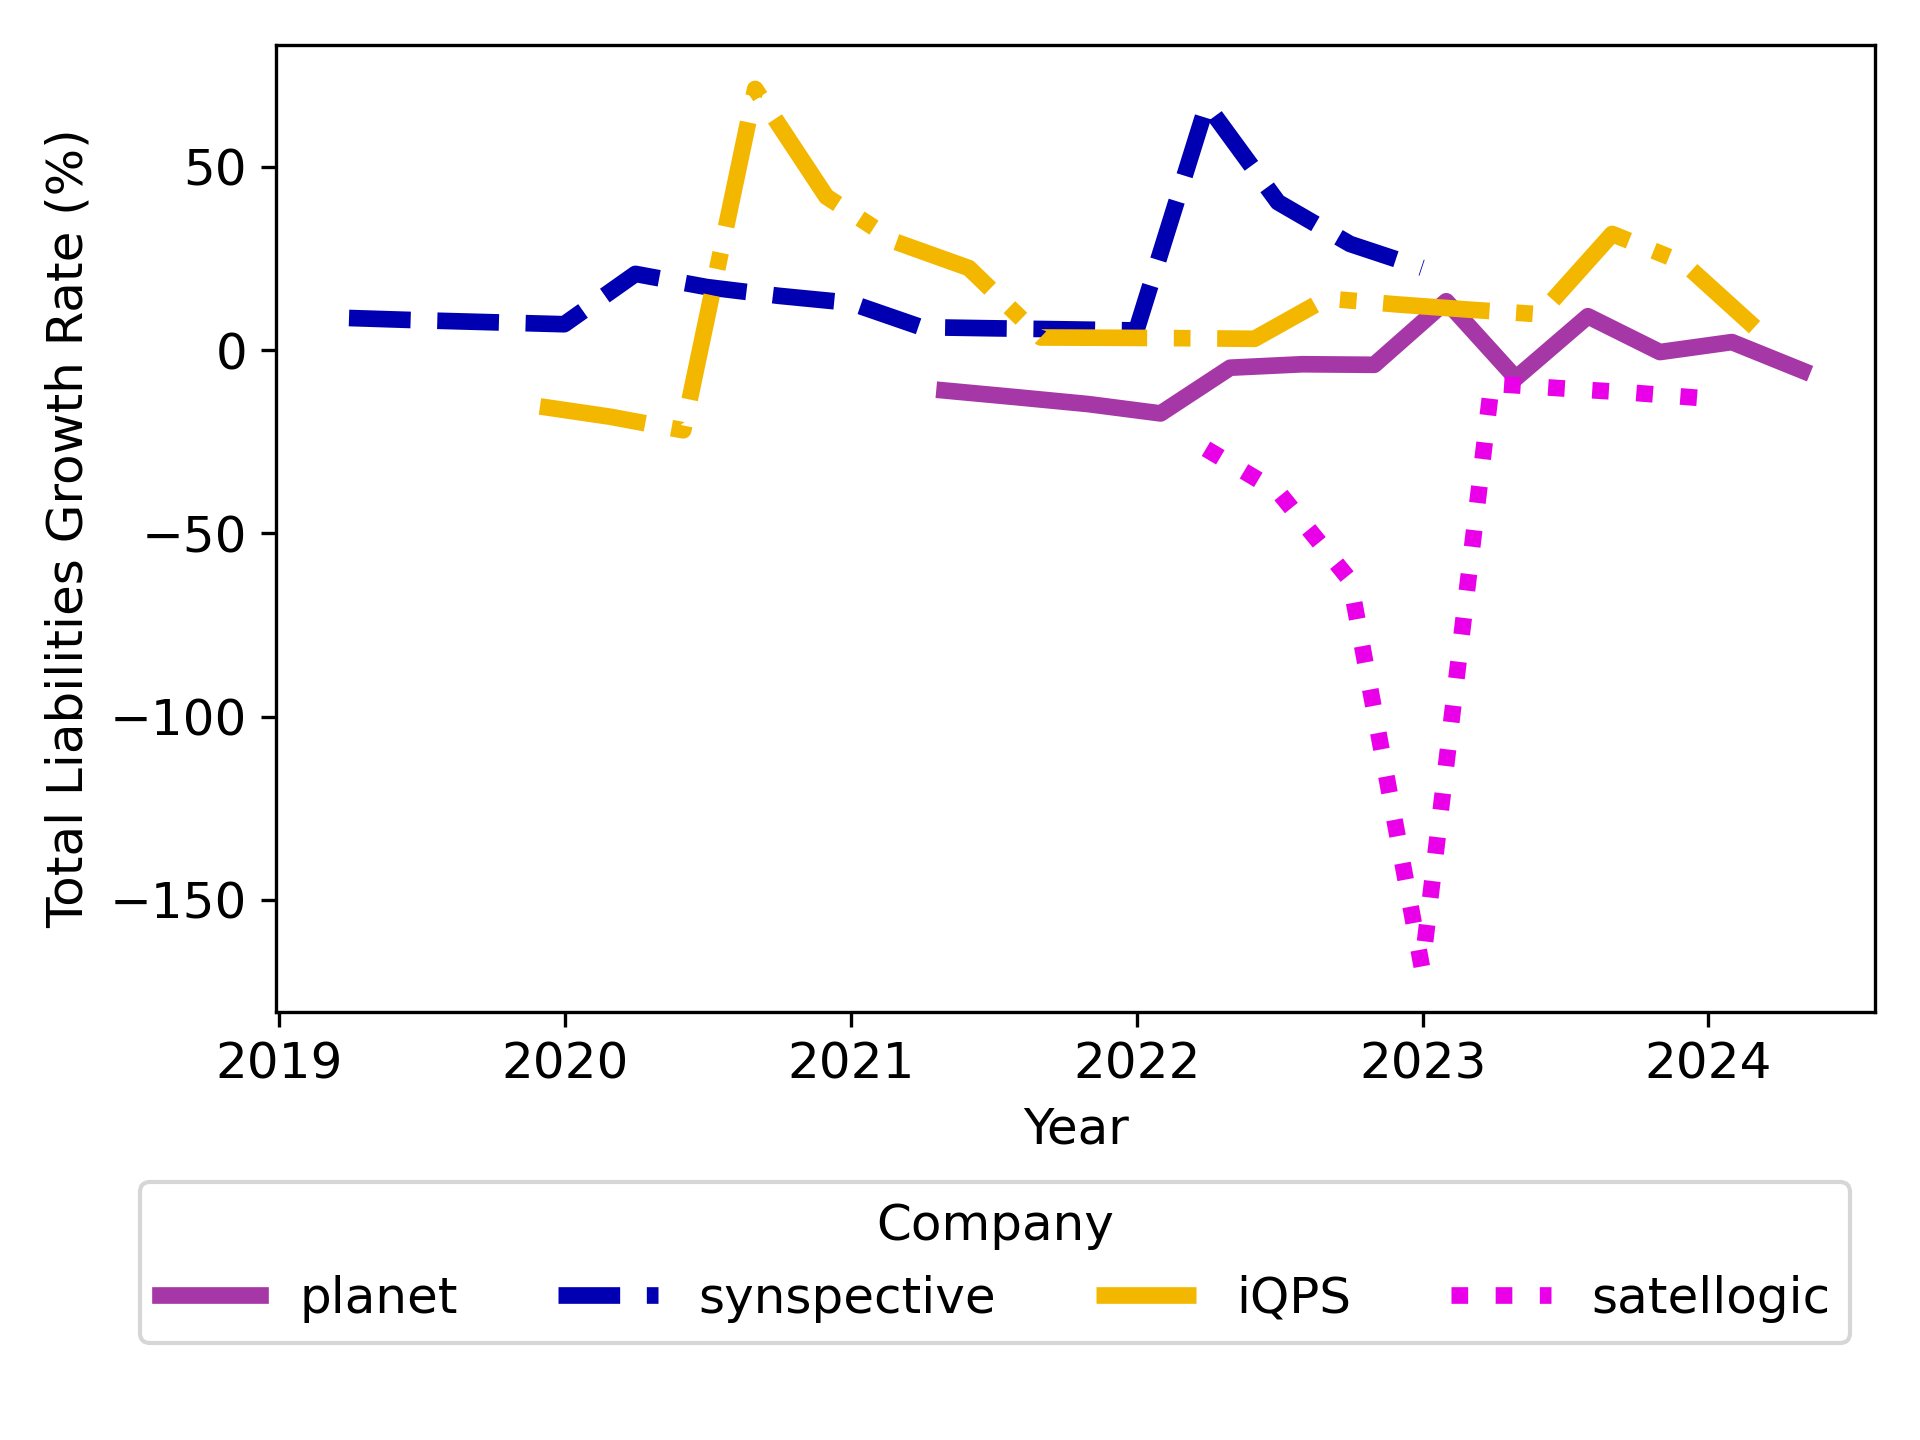 Total Liabilities Growth Rate (%)
50
0
−50
−100
−150
2019 2020 2021 2022 2023 2024
Year
Company
planet synspective iQPS satellogic